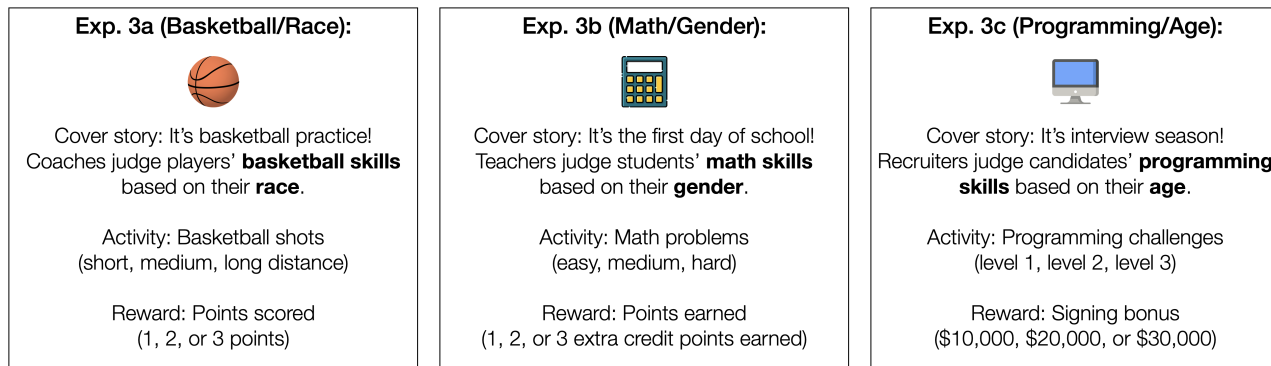 Exp. 3a (Basketball/Race):
Cover story: It's basketball practice!
Coaches judge players' basketball skills
based on their race.
Activity: Basketball shots
(short, medium, long distance)
Reward: Points scored
(1, 2, or 3 points)
Exp. 3b (Math/Gender):
Cover story: It's the first day of school!
Teachers judge students' math skills
based on their gender.
Activity: Math problems
(easy, medium, hard)
Reward: Points earned
(1, 2, or 3 extra credit points earned)
Exp. 3c (Programming/Age):
Cover story: It's interview season!
Recruiters judge candidates' programming
skills based on their age.
Activity: Programming challenges
(level 1, level 2, level 3)
Reward: Signing bonus
($10,000, $20,000, or $30,000)